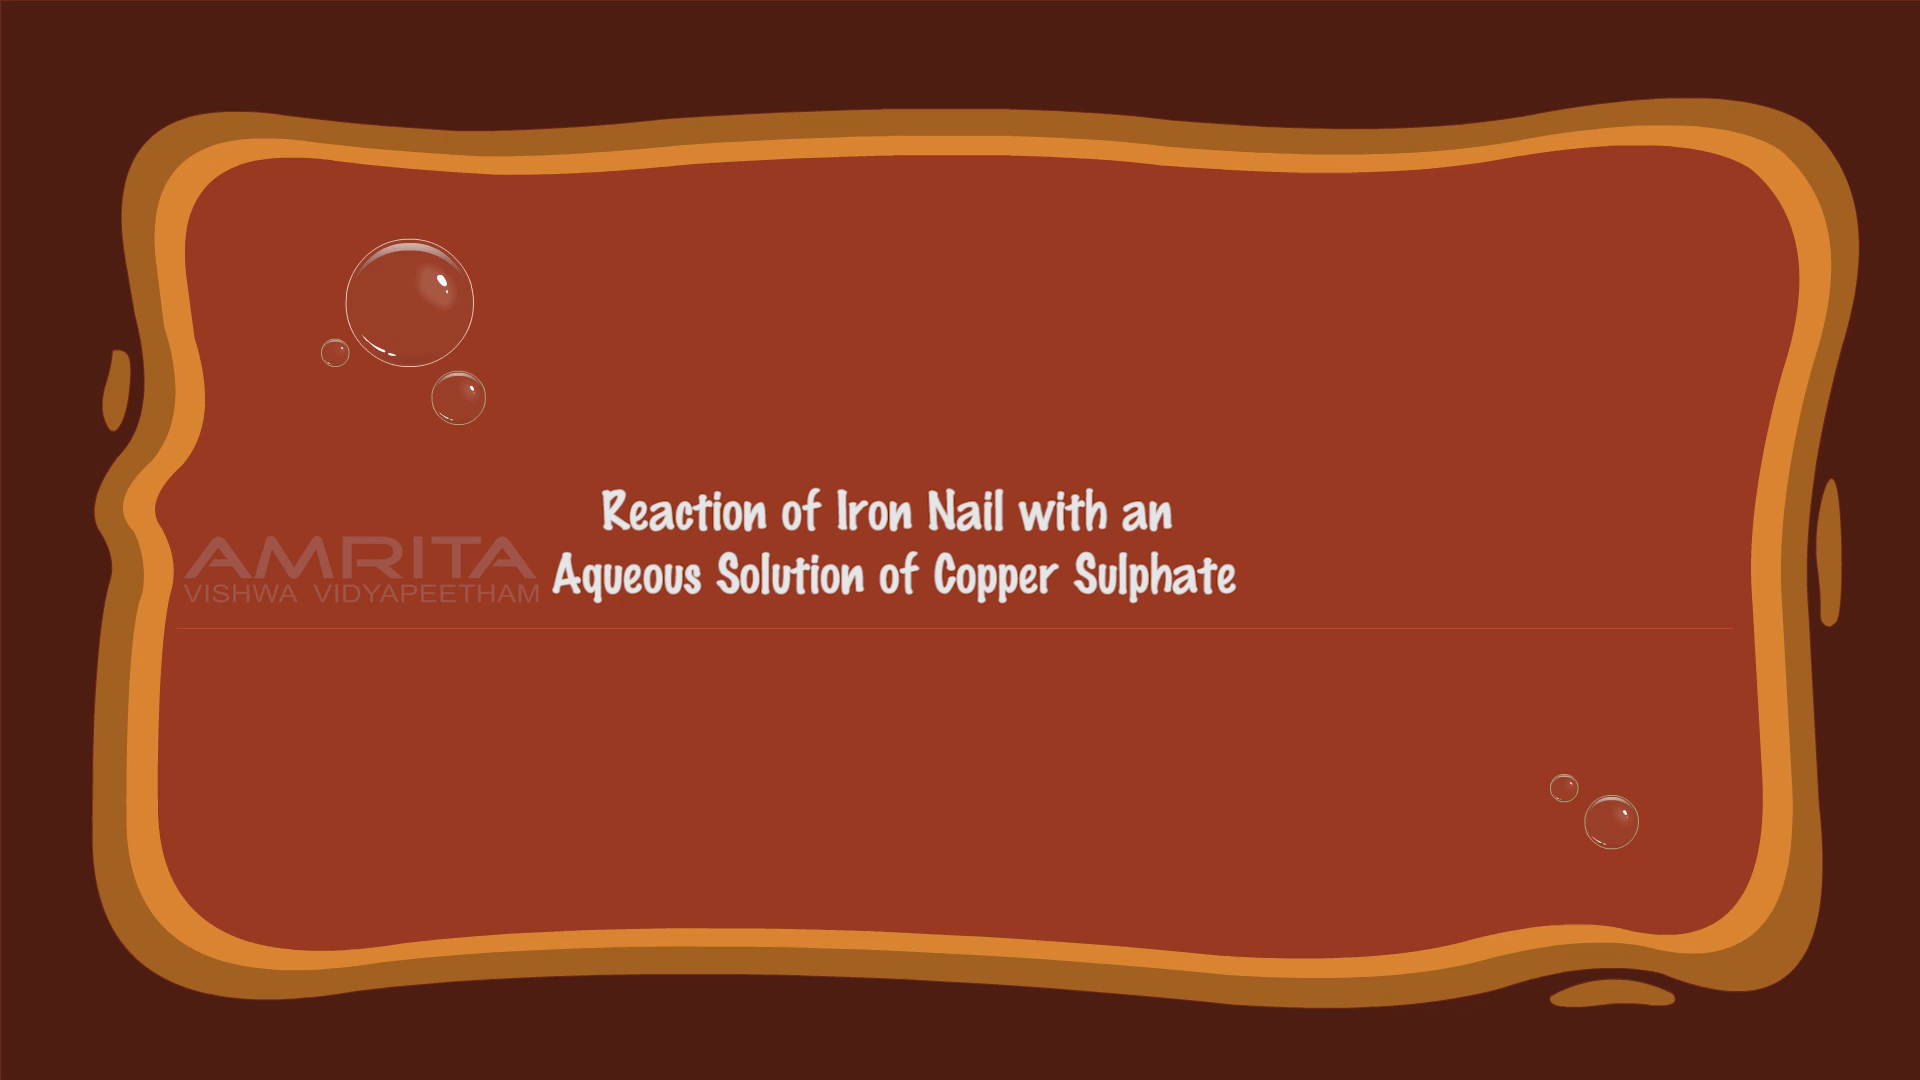 Reaction of Iron Nail with an
Aqueous Solution of Copper Sulphate
AMRITA
VISHWA VIDYAPEETHAM